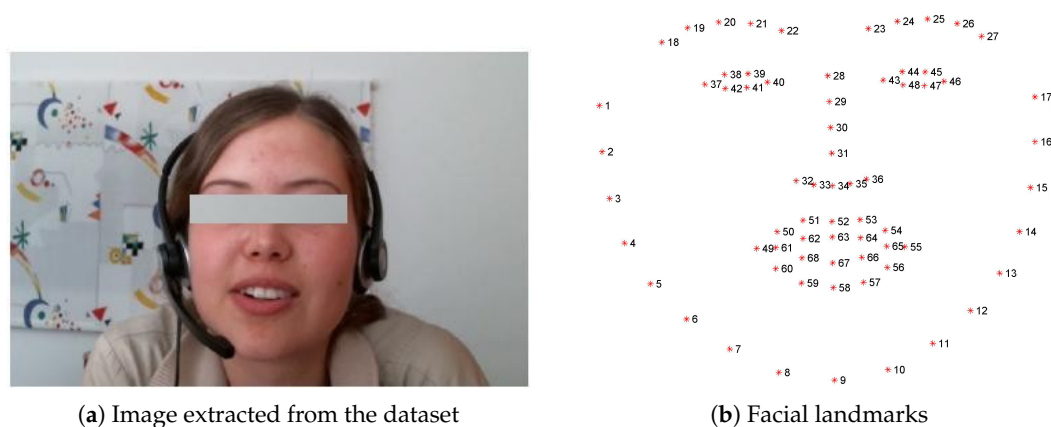 20 21 23 24 25 26
19 22 27
18
38 39 28 44 45
37 42 41 40 43 48 47 46
1 29 17
30 16
2 31
32 33 34 35 36 15
3
51 52 53
50 62 63 64 54 14
4 49 61 65 55
68 67 66
60 56 13
5 59 58 57
6 12
7 11
8 9 10
(a) Image extracted from the dataset
(b) Facial landmarks